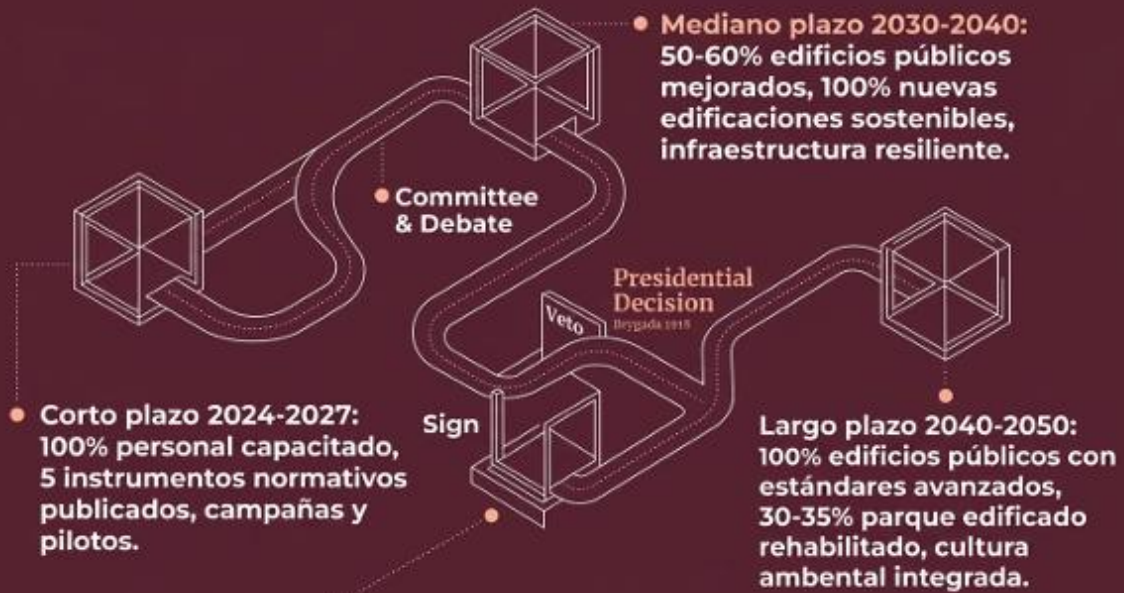 Mediano plazo 2030-2040:
50-60% edificios públicos
mejorados, 100% nuevas
edificaciones sostenibles,
infraestructura resiliente.
Committee
& Debate
Presidential
Decision
Veto
Sign
Corto plazo 2024-2027:
100% personal capacitado,
5 instrumentos normativos
publicados, campañas y
pilotos.
Largo plazo 2040-2050:
100% edificios públicos con
estándares avanzados,
30-35% parque edificado
rehabilitado, cultura
ambental integrada.